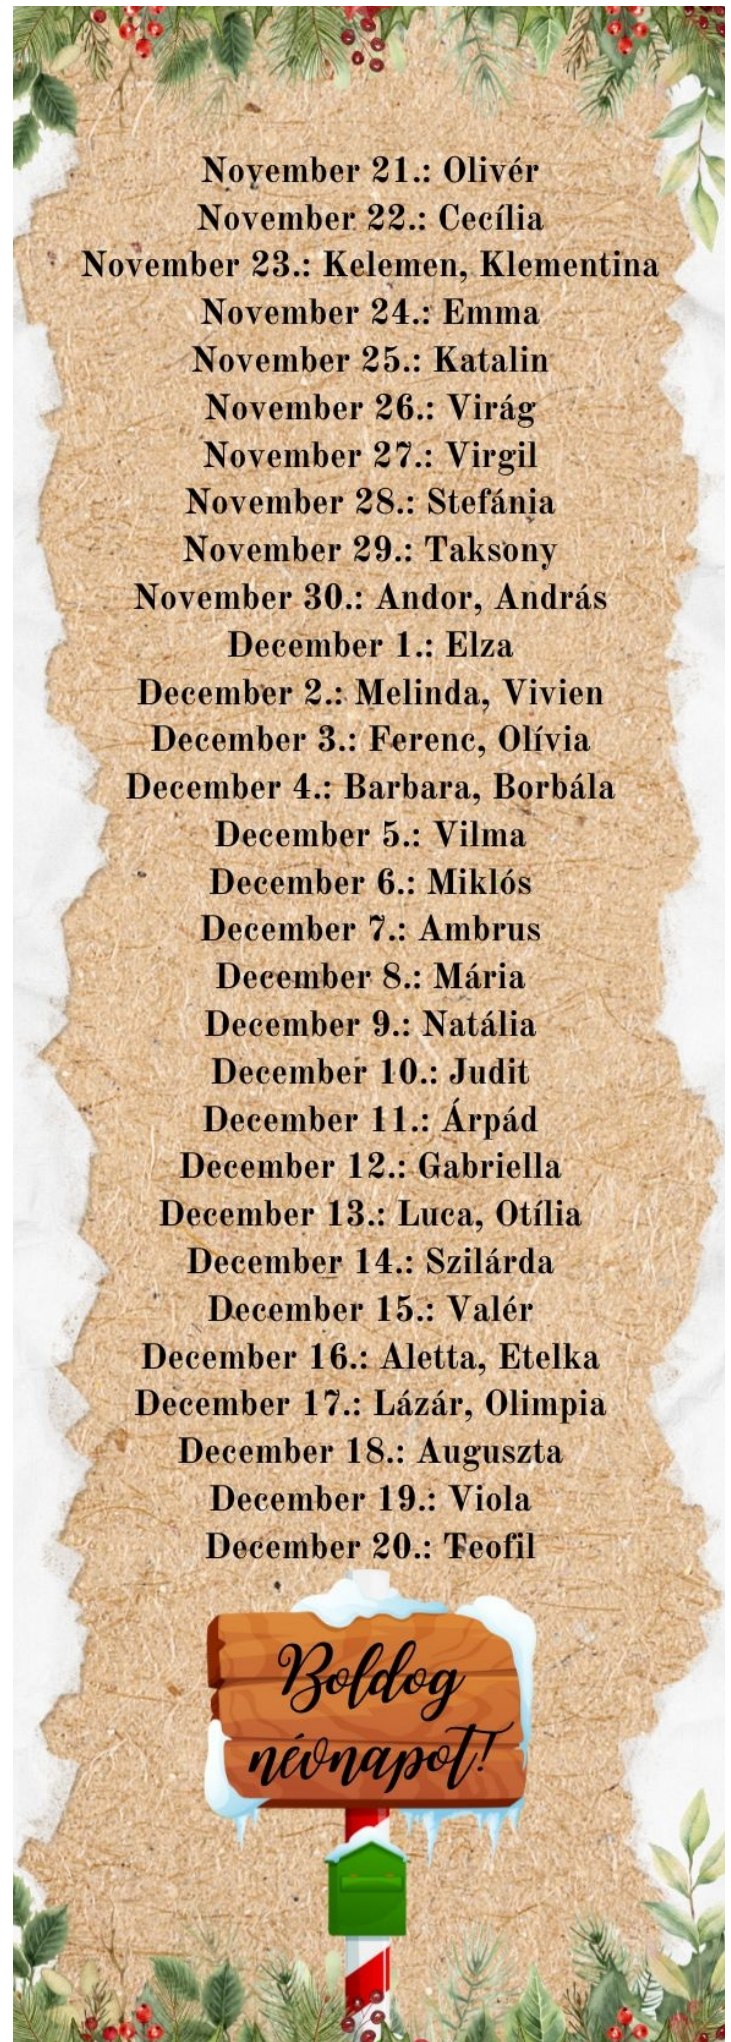 November 21.: Olivér
November 22.: Cecília
November 23.: Kelemen, Klementina
November 24.: Emma
November 25.: Katalin
November 26.: Virág
November 27.: Virgil
November 28.: Stefánia
November 29.: Taksony
November 30.: Andor, András
December 1.: Elza
December 2.: Melinda, Vivien
December 3.: Ferenc, Olívia
December 4.: Barbara, Borbála
December 5.: Vilma
December 6.: Miklós
December 7.: Ambrus
December 8.: Mária
December 9.: Natália
December 10.: Judit
December 11.: Árpád
December 12.: Gabriella
December 13.: Luca, Otília
December 14.: Szilárda
December 15.: Valér
December 16.: Aletta, Etelka
December 17.: Lázár, Olimpia
December 18.: Auguszta
December 19.: Viola
December 20.: Teofil
Boldog
névnapot!